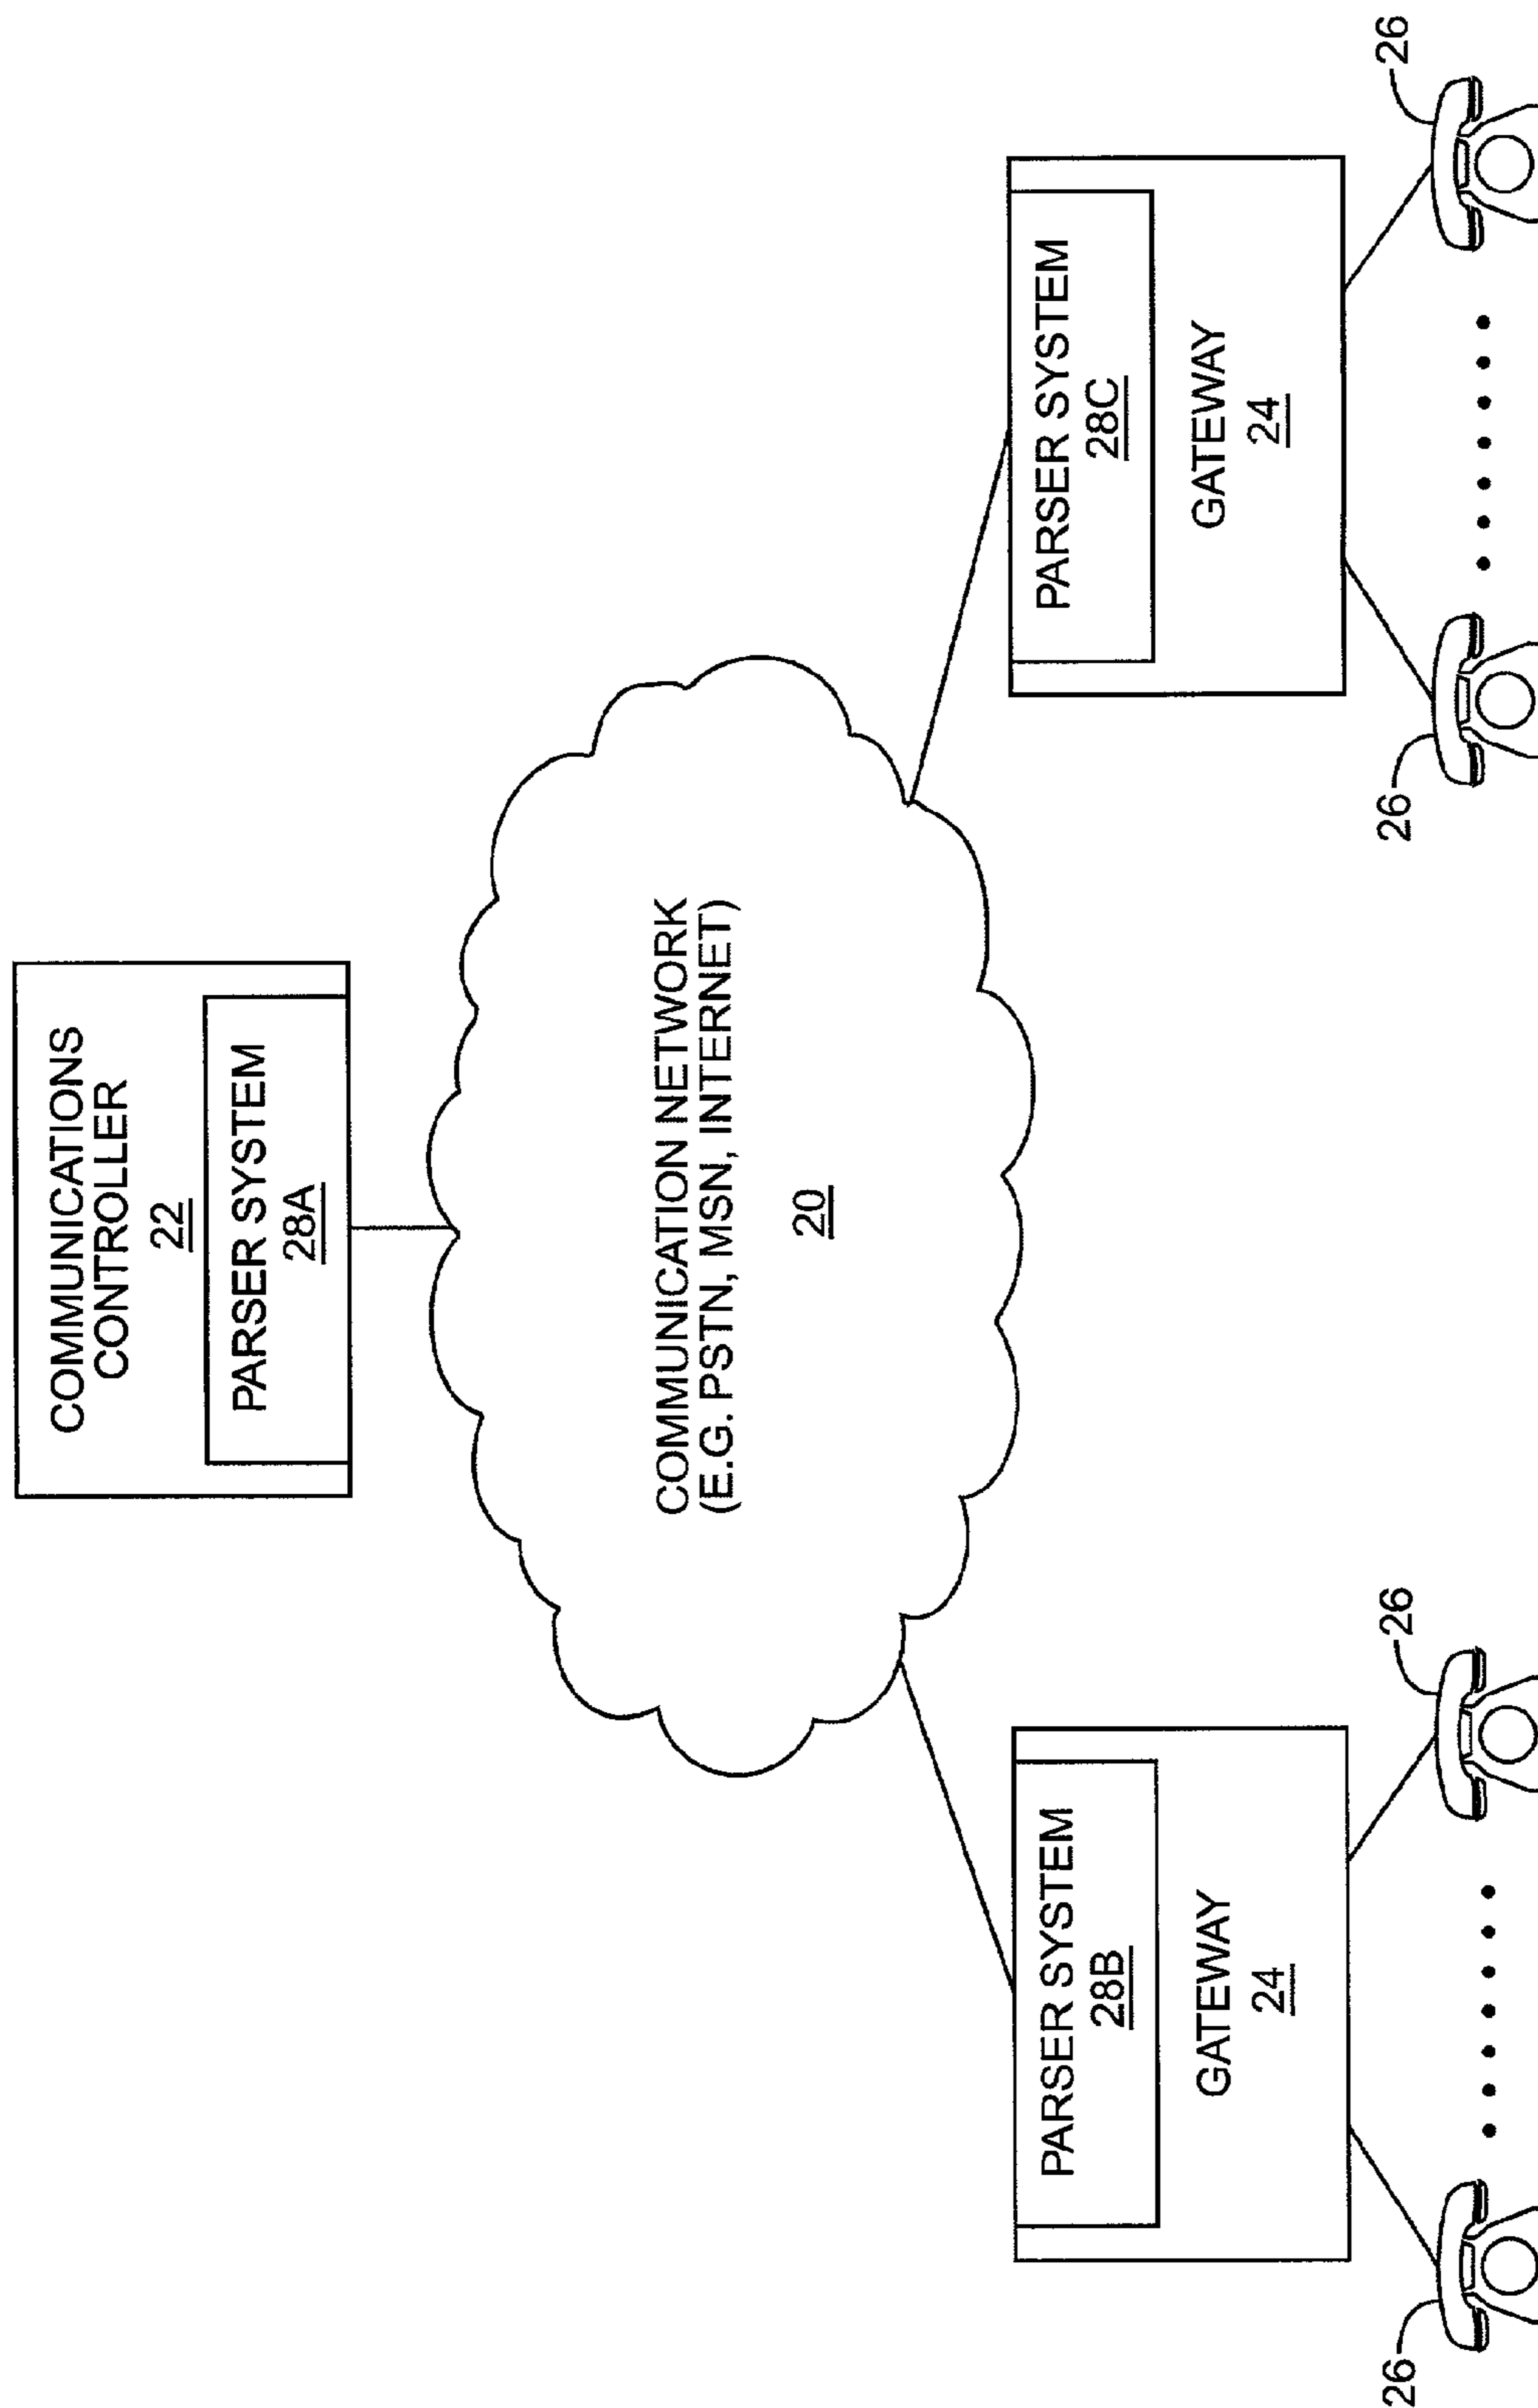 COMMUNICATIONS
CONTROLLER
22
PARSER SYSTEM
28A
COMMUNICATION NETWORK
(E.G. PSTN, MSN, INTERNET)
20
PARSER SYSTEM
28B
GATEWAY
24
26
26
PARSER SYSTEM
28C
GATEWAY
24
26
26